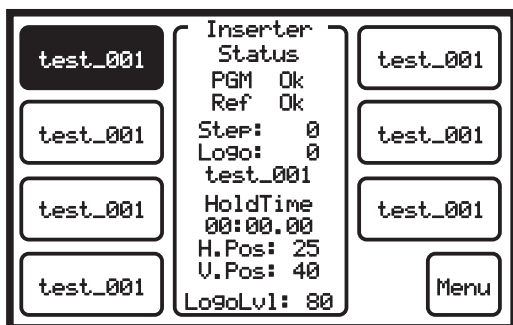 test_001
test_001
test_001
test_001
Inserter
Status
PGM Ok
Ref Ok
Step: 0
Logo: 0
test_001
HoldTime
00:00.00
H.Pos: 25
V.Pos: 40
LogoLvl: 80
test_001
test_001
test_001
Menu